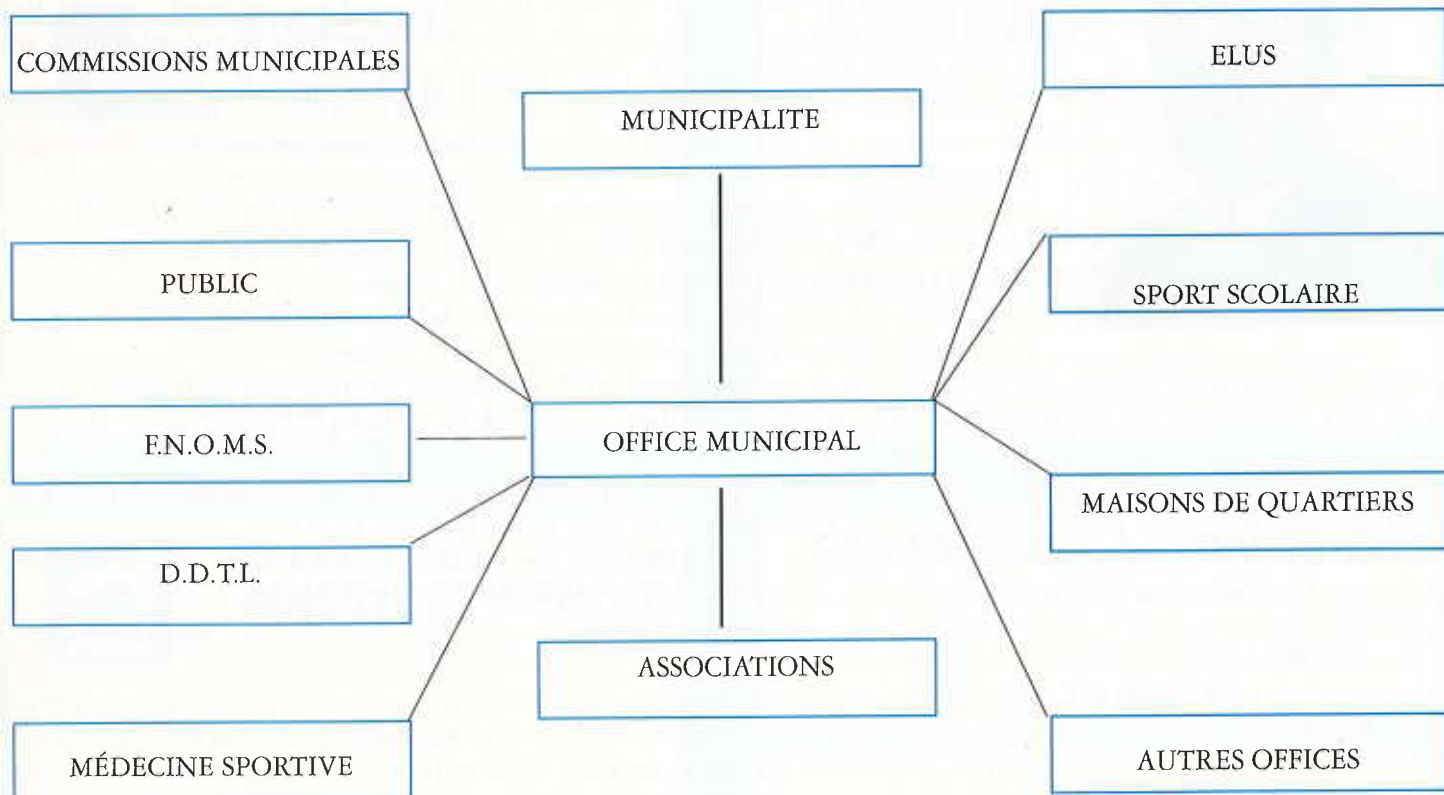 COMMISSIONS MUNICIPALES
ELUS
MUNICIPALITE
PUBLIC
SPORT SCOLAIRE
F.N.O.M.S.
OFFICE MUNICIPAL
MAISONS DE QUARTIERS
D.D.T.L.
ASSOCIATIONS
MÉDECINE SPORTIVE
AUTRES OFFICES